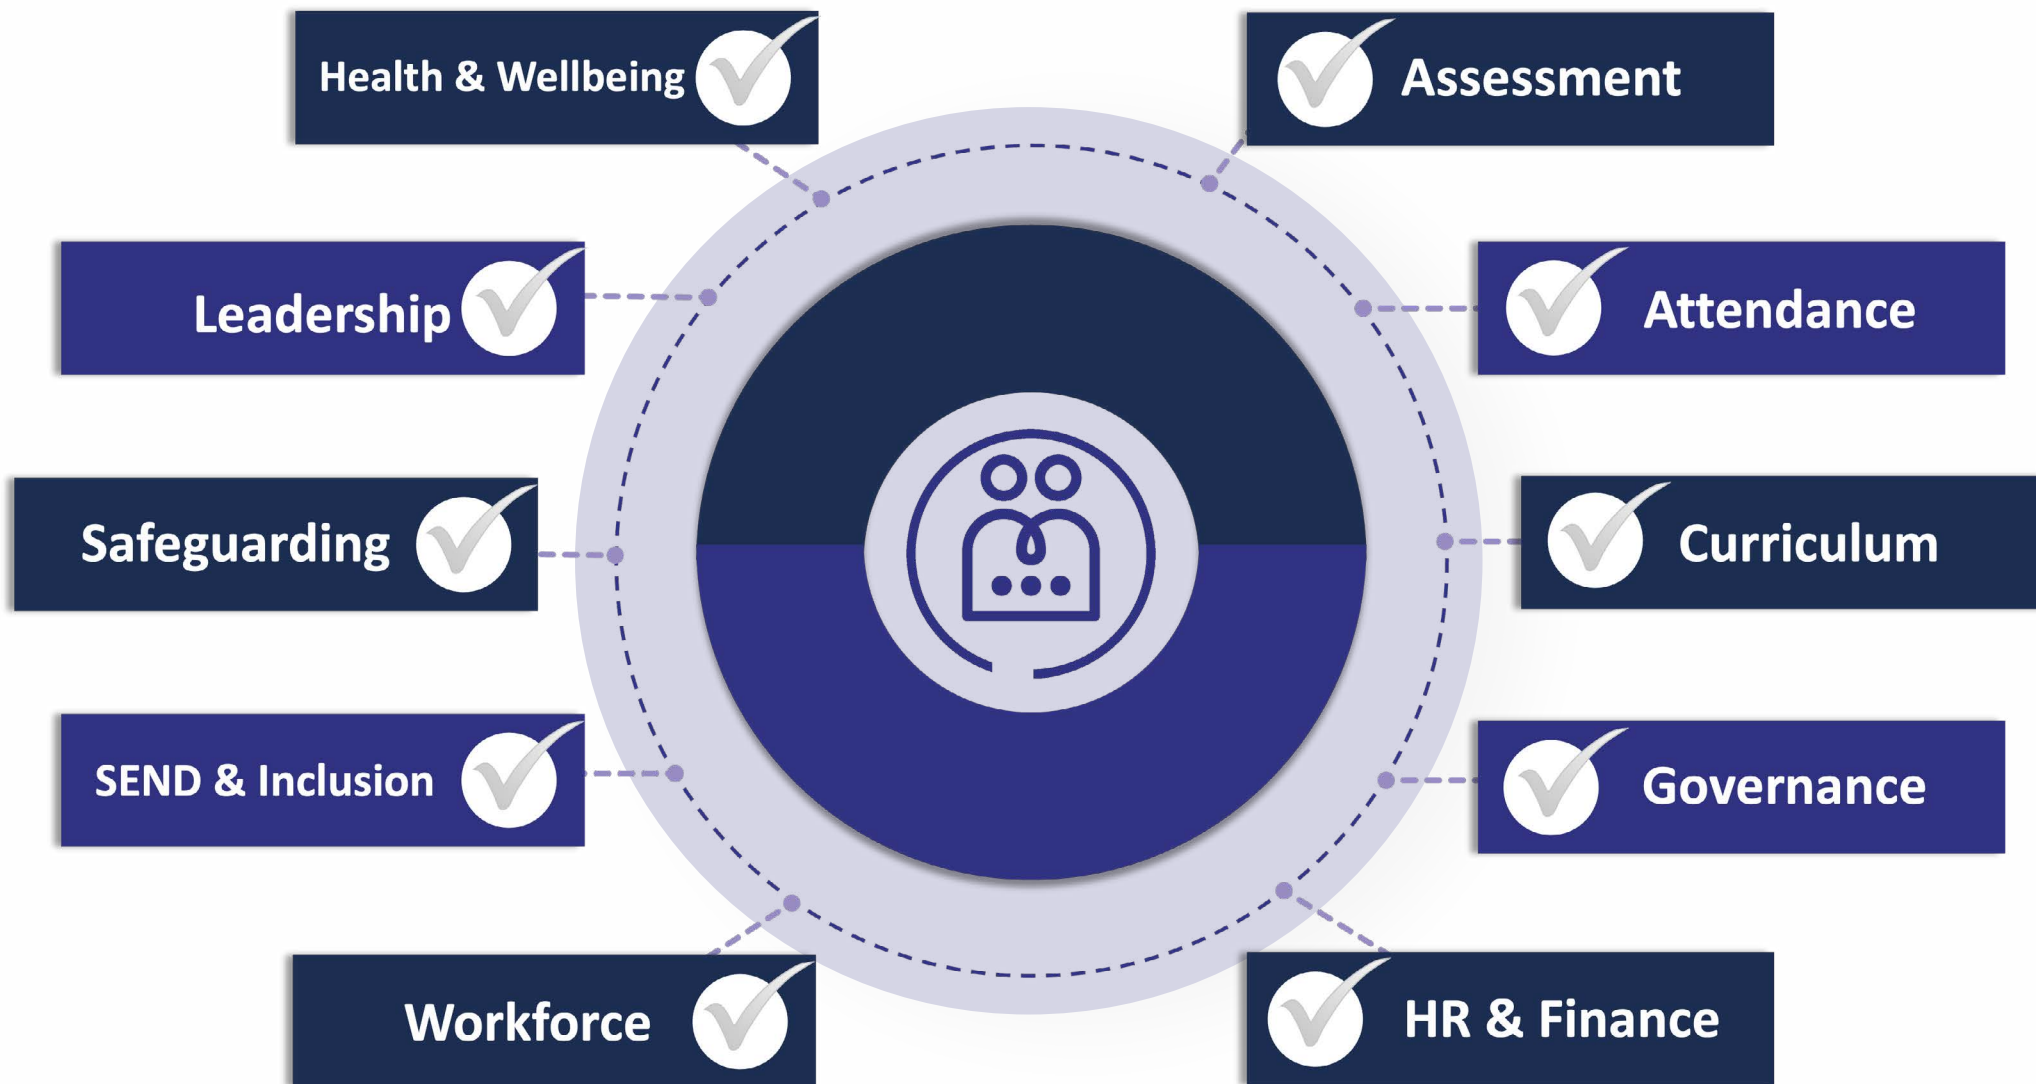 Health & Wellbeing
Assessment
Leadership
Attendance
Safeguarding
Curriculum
SEND & Inclusion
Governance
Workforce
HR & Finance